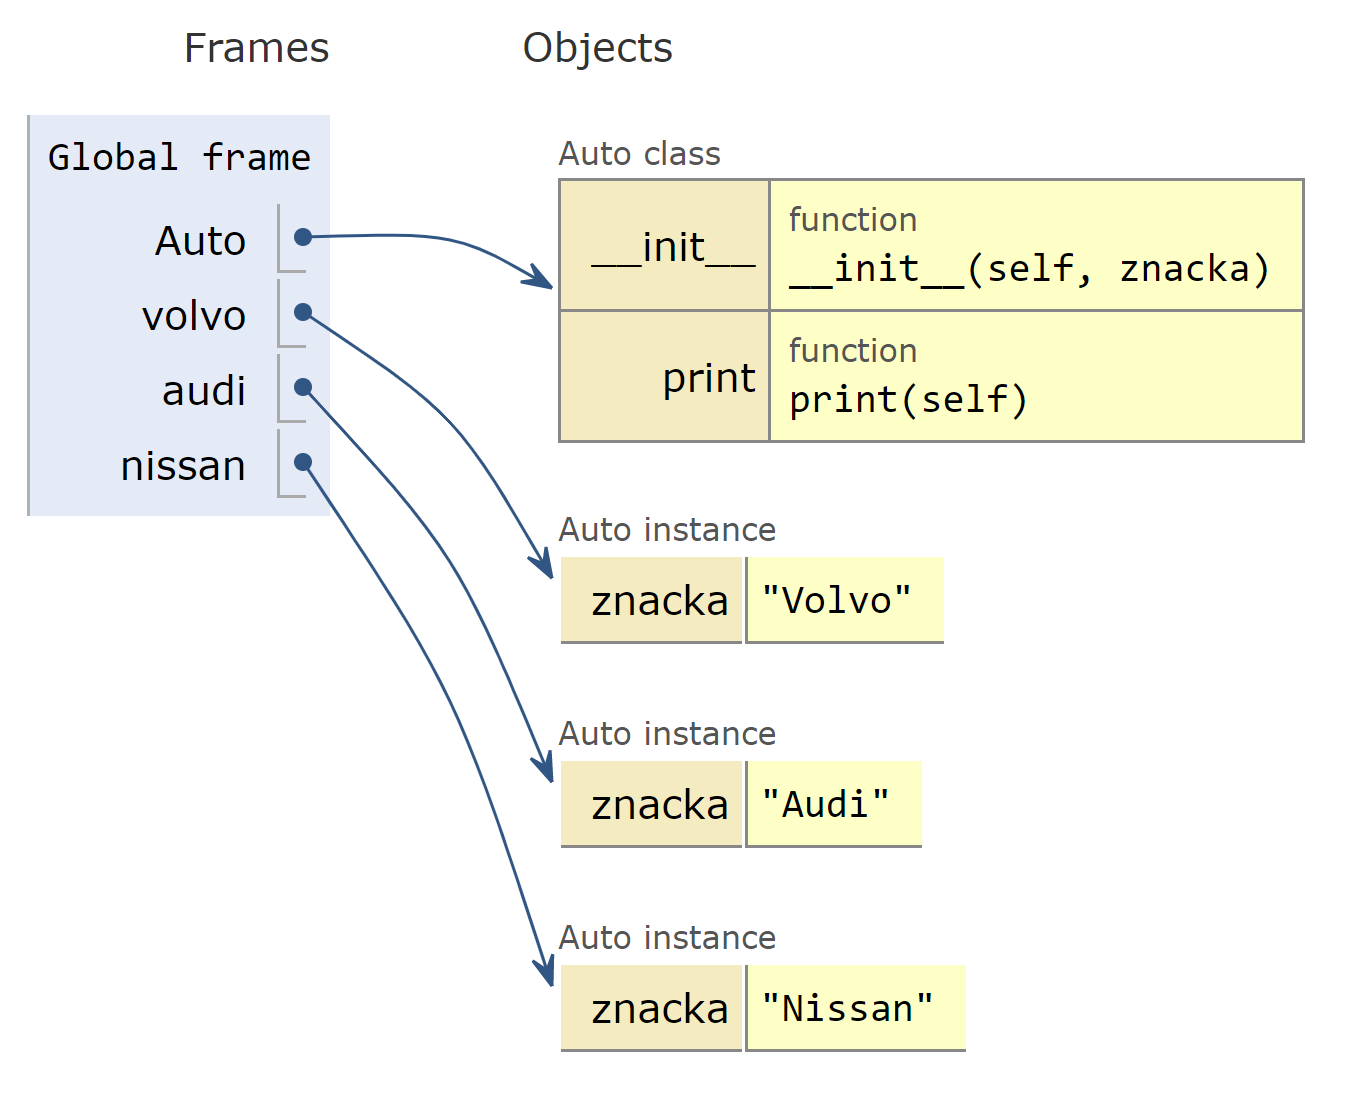 Frames Objects
Global frame
Auto
volvo
audi
nissan
Auto class
__init__ function
__init__(self, znacka)
print function
print(self)
Auto instance
znacka "Volvo"
Auto instance
znacka "Audi"
Auto instance
znacka "Nissan"